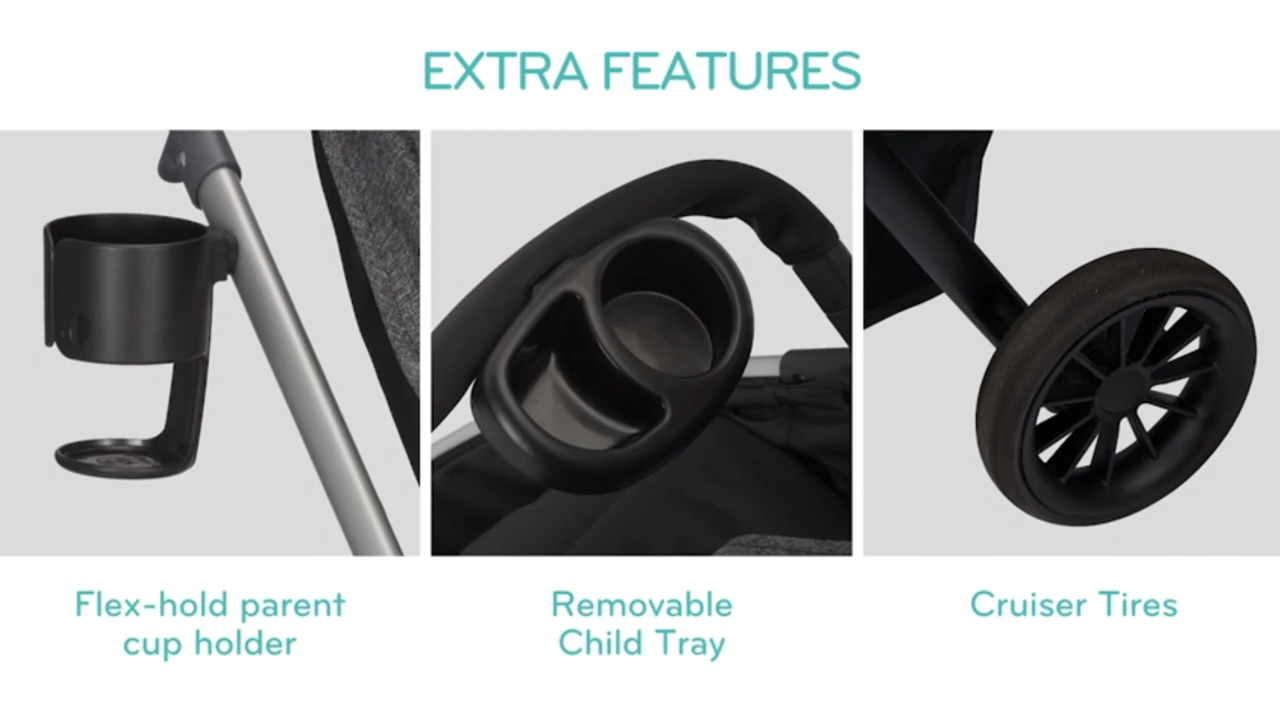 EXTRA FEATURES
Flex-hold parent
cup holder
Removable
Child Tray
Cruiser Tires